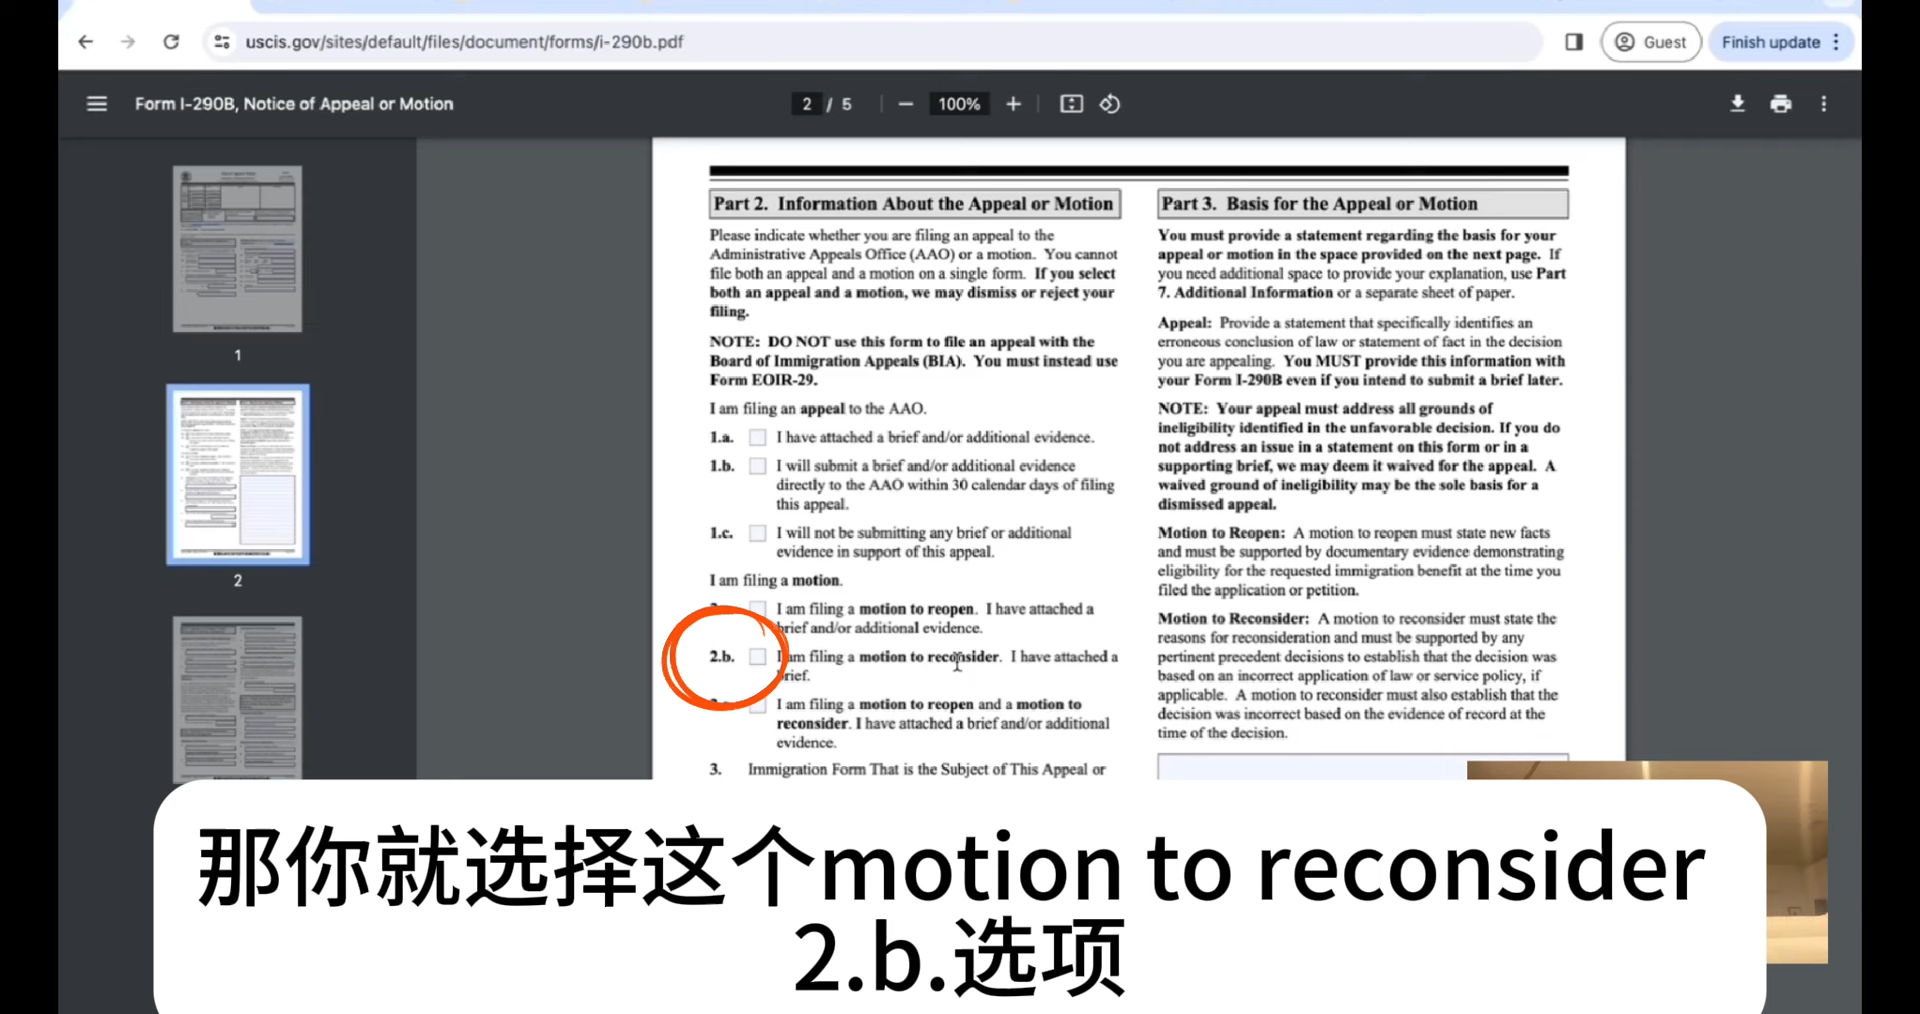 uscis.gov/sites/default/files/document/forms/i-290b.pdf
Guest
Finish update
Form I-290B, Notice of Appeal or Motion
2 / 5
100%
1
2
Part 2. Information About the Appeal or Motion
Please indicate whether you are filing an appeal to the
Administrative Appeals Office (AAO) or a motion. You cannot
file both an appeal and a motion on a single form. If you select
both an appeal and a motion, we may dismiss or reject your
filing.
NOTE: DO NOT use this form to file an appeal with the
Board of Immigration Appeals (BIA). You must instead use
Form EOIR-29.
I am filing an appeal to the AAO.
1.a. I have attached a brief and/or additional evidence.
1.b. I will submit a brief and/or additional evidence
directly to the AAO within 30 calendar days of filing
this appeal.
1.c. I will not be submitting any brief or additional
evidence in support of this appeal.
I am filing a motion.
I am filing a motion to reopen. I have attached a
brief and/or additional evidence.
2.b. I am filing a motion to reconsider. I have attached a
brief.
I am filing a motion to reopen and a motion to
reconsider. I have attached a brief and/or additional
evidence.
3. Immigration Form That is the Subject of This Appeal or
Part 3. Basis for the Appeal or Motion
You must provide a statement regarding the basis for your
appeal or motion in the space provided on the next page. If
you need additional space to provide your explanation, use Part
7. Additional Information or a separate sheet of paper.
Appeal: Provide a statement that specifically identifies an
erroneous conclusion of law or statement of fact in the decision
you are appealing. You MUST provide this information with
your Form I-290B even if you intend to submit a brief later.
NOTE: Your appeal must address all grounds of
ineligibility identified in the unfavorable decision. If you do
not address an issue in a statement on this form or in a
supporting brief, we may deem it waived for the appeal. A
waived ground of ineligibility may be the sole basis for a
dismissed appeal.
Motion to Reopen: A motion to reopen must state new facts
and must be supported by documentary evidence demonstrating
eligibility for the requested immigration benefit at the time you
filed the application or petition.
Motion to Reconsider: A motion to reconsider must state the
reasons for reconsideration and must be supported by any
pertinent precedent decisions to establish that the decision was
based on an incorrect application of law or service policy, if
applicable. A motion to reconsider must also establish that the
decision was incorrect based on the evidence of record at the
time of the decision.
那你就选择这个motion to reconsider
2.b.选项